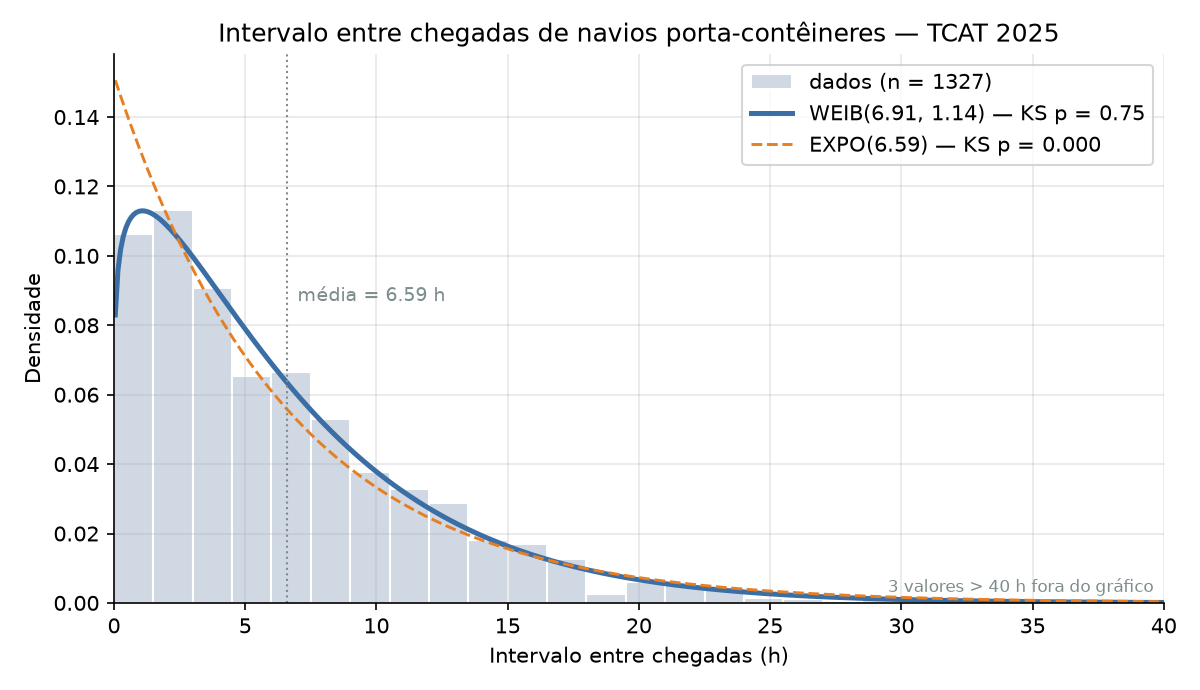 Intervalo entre chegadas de navios porta-contêineres — TCAT 2025
dados (n = 1327)
WEIB(6.91, 1.14) — KS p = 0.75
EXPO(6.59) — KS p = 0.000
0.14
0.12
0.10
0.08
0.06
0.04
0.02
0.00
Densidade
média = 6.59 h
3 valores > 40 h fora do gráfico
0 5 10 15 20 25 30 35 40
Intervalo entre chegadas (h)